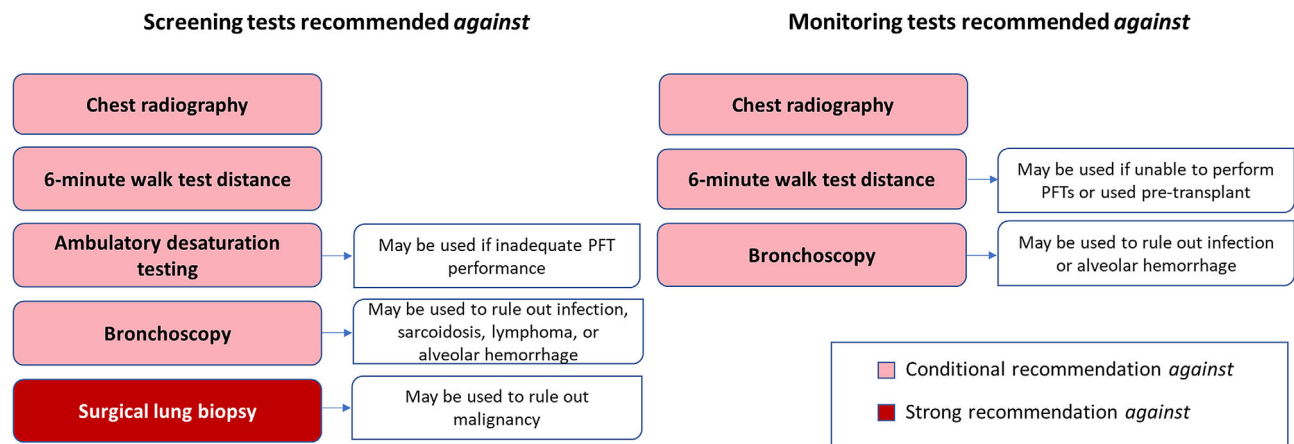 Screening tests recommended against
Chest radiography
6-minute walk test distance
Ambulatory desaturation
testing
May be used if inadequate PFT
performance
Bronchoscopy
May be used to rule out infection,
sarcoidosis, lymphoma, or
alveolar hemorrhage
Surgical lung biopsy
May be used to rule out
malignancy
Monitoring tests recommended against
Chest radiography
6-minute walk test distance
May be used if unable to perform
PFTs or used pre-transplant
Bronchoscopy
May be used to rule out infection
or alveolar hemorrhage
Conditional recommendation against
Strong recommendation against